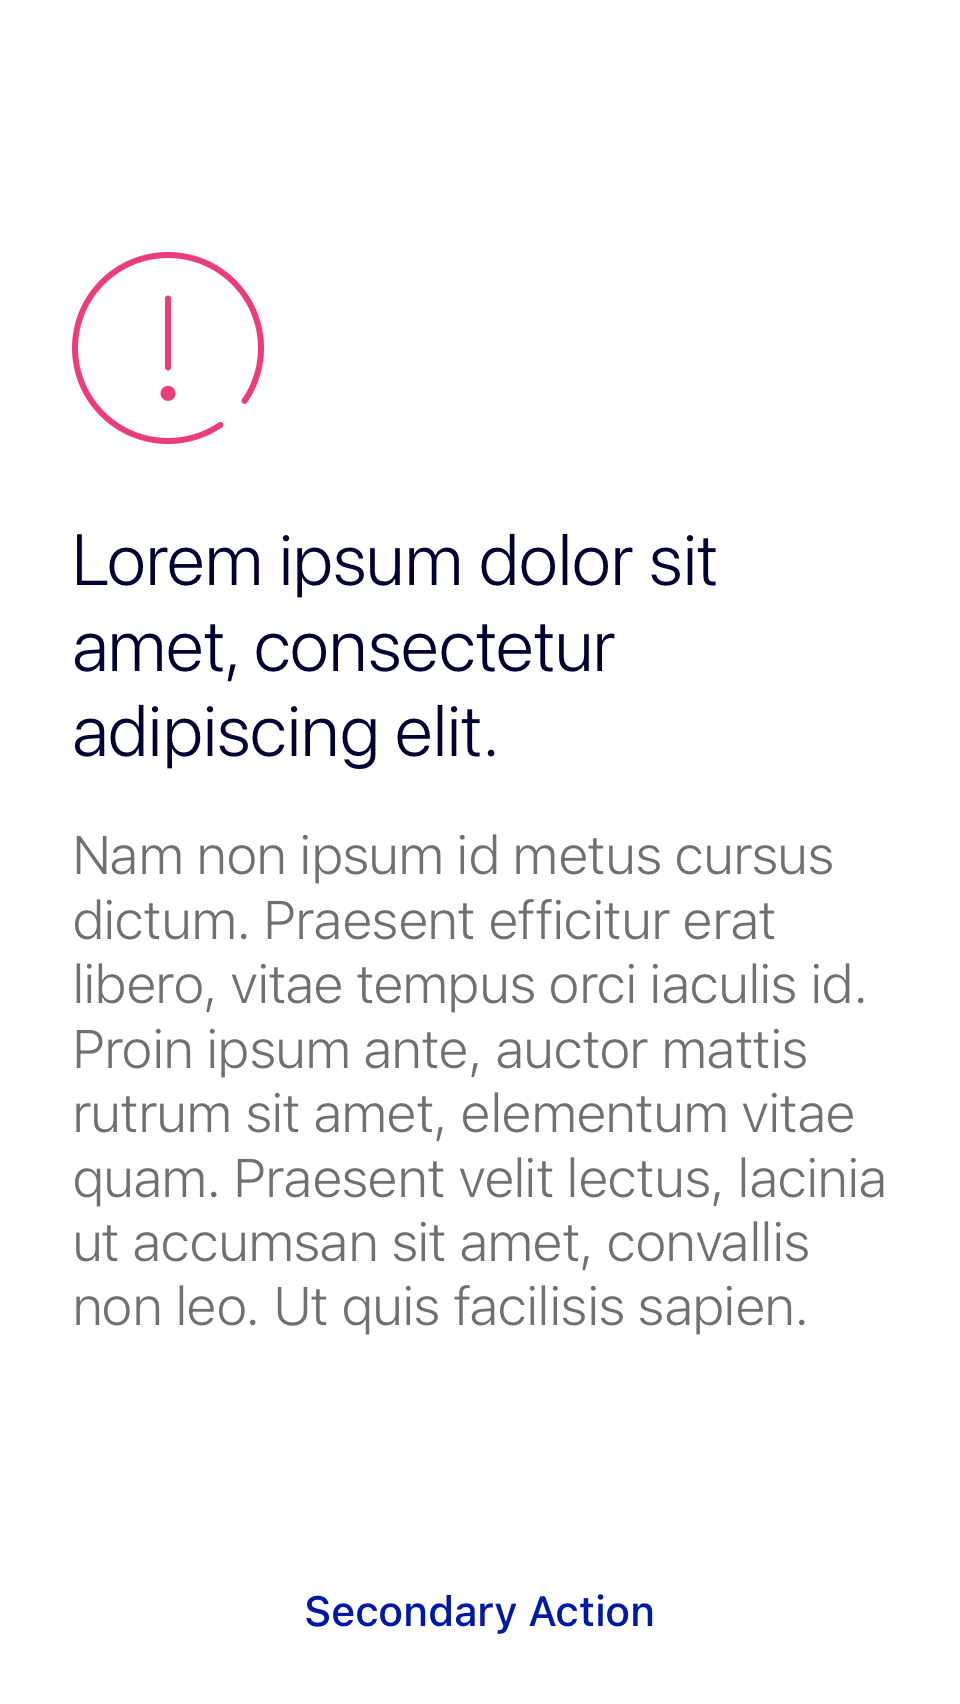 Lorem ipsum dolor sit
amet, consectetur
adipiscing elit.
Nam non ipsum id metus cursus
dictum. Praesent efficitur erat
libero, vitae tempus orci iaculis id.
Proin ipsum ante, auctor mattis
rutrum sit amet, elementum vitae
quam. Praesent velit lectus, lacinia
ut accumsan sit amet, convallis
non leo. Ut quis facilisis sapien.
Secondary Action